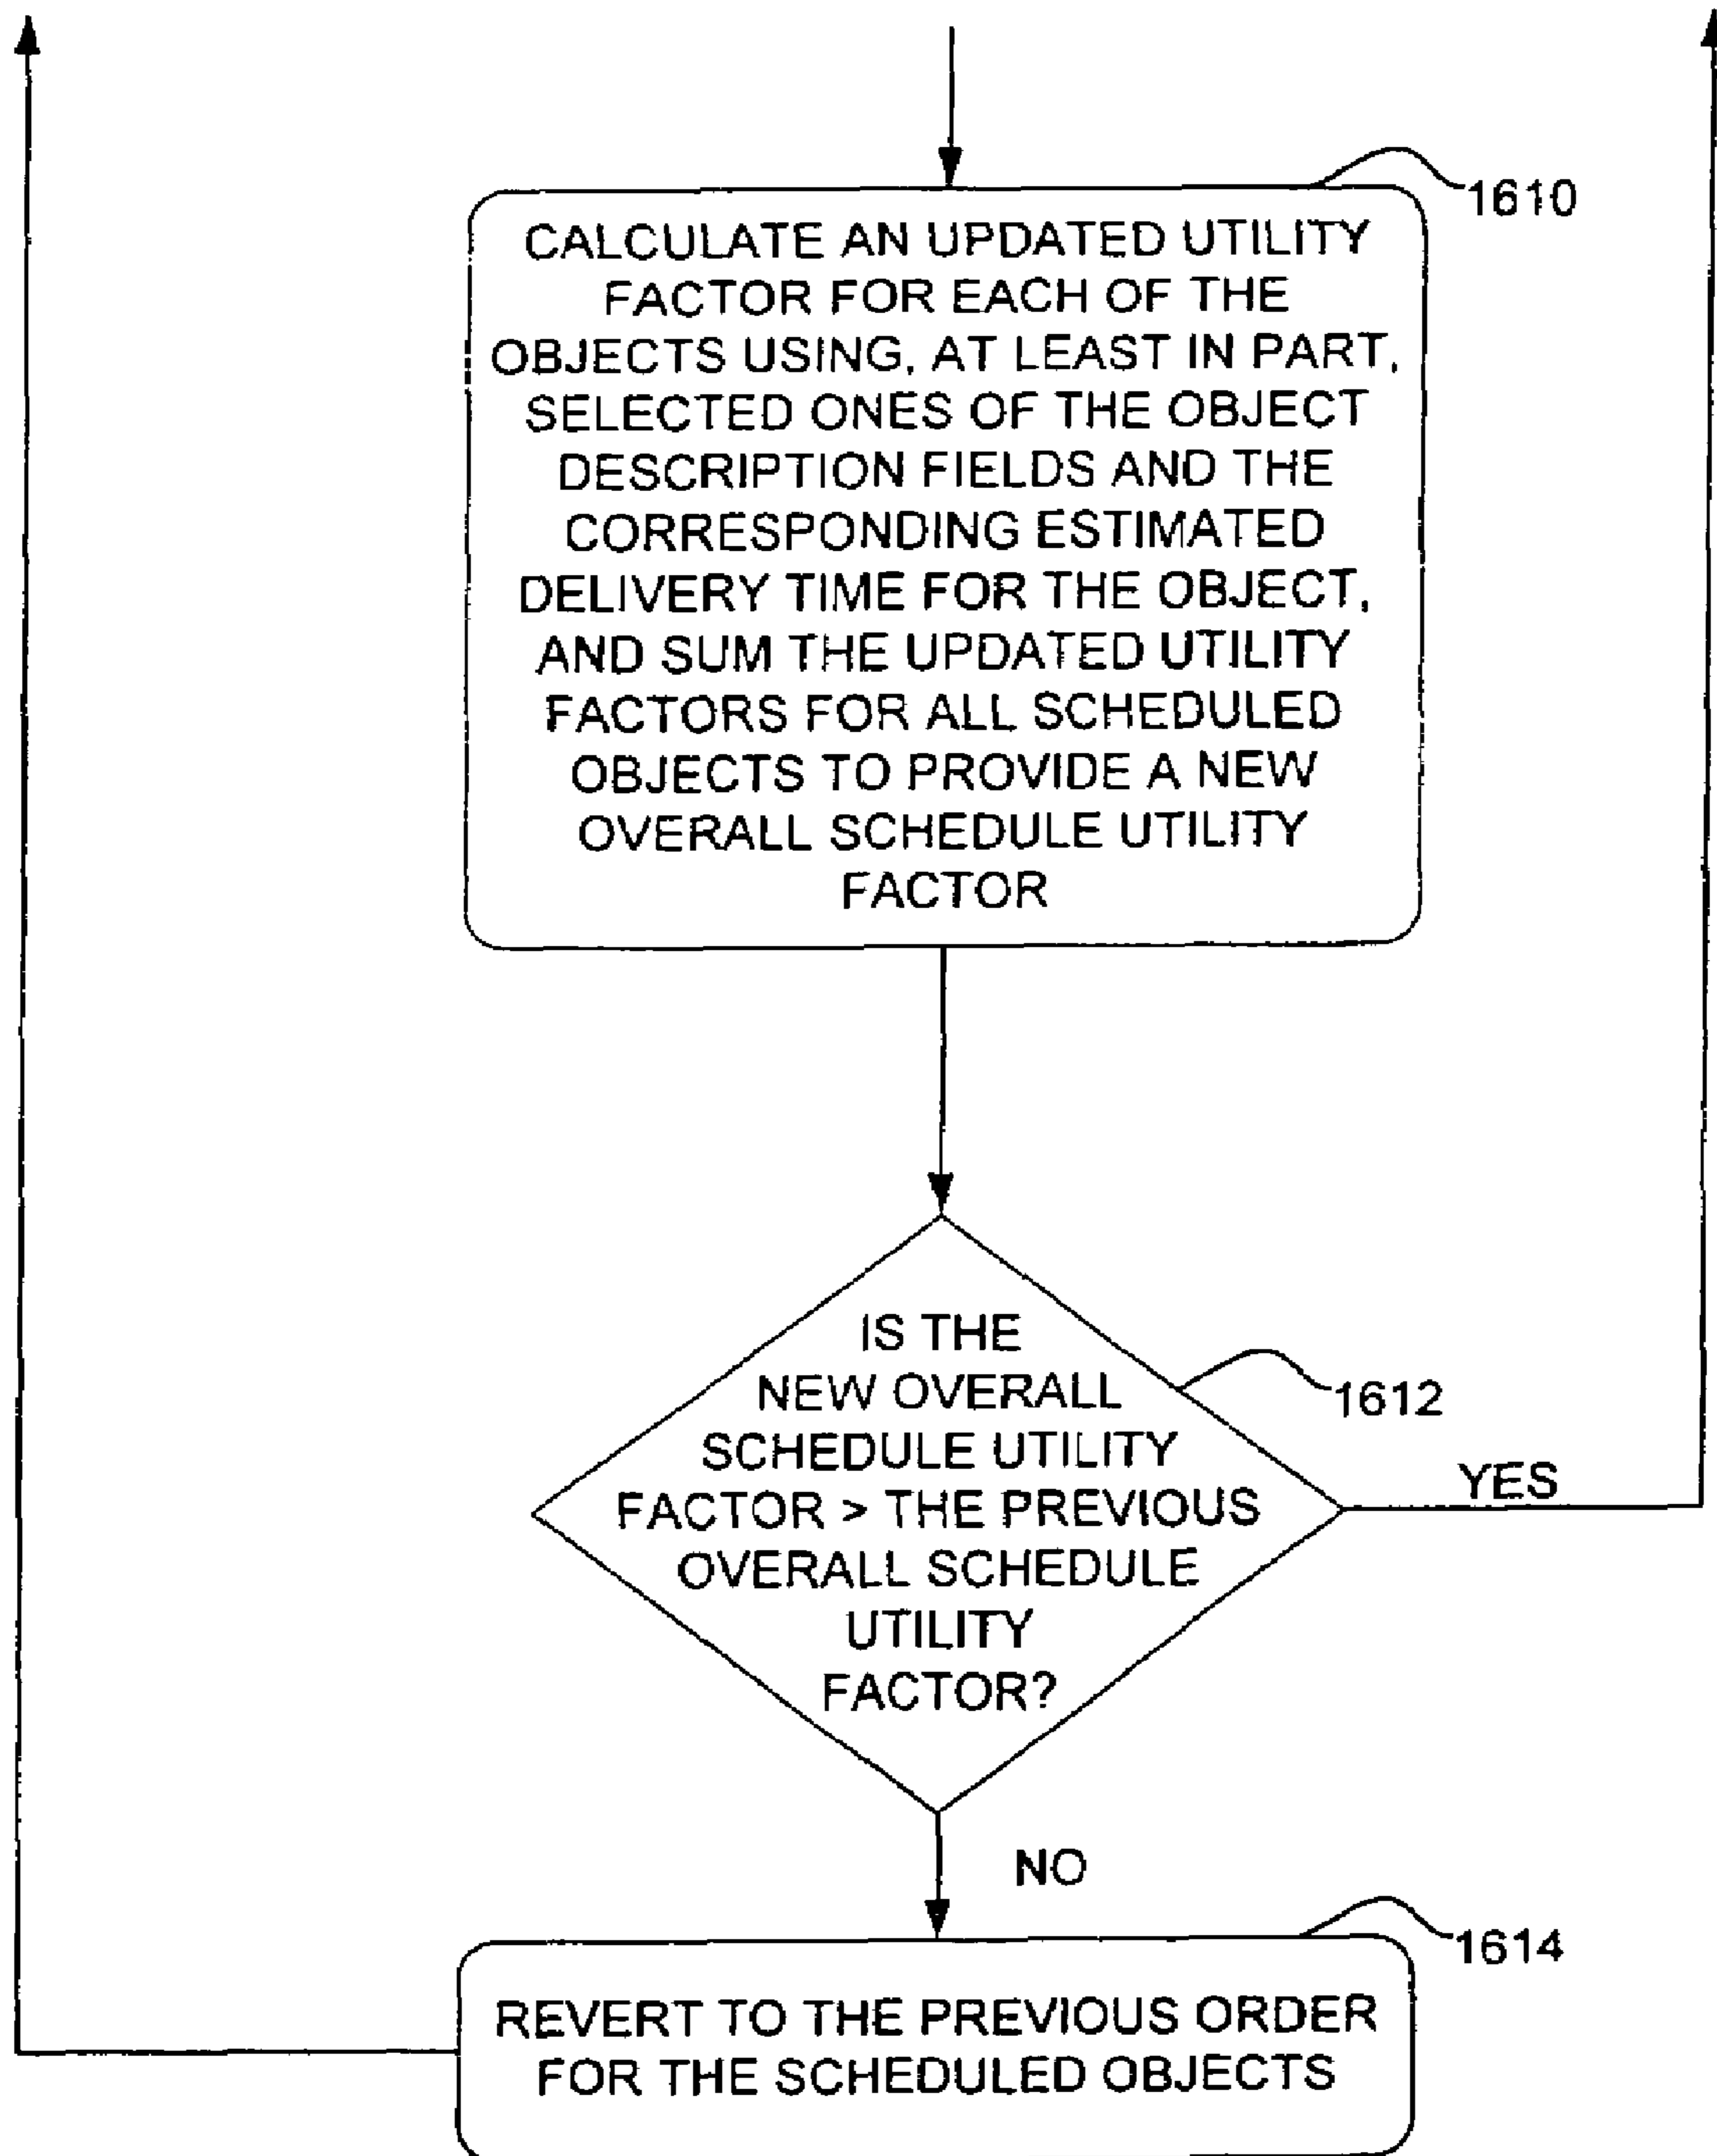 1610
CALCULATE AN UPDATED UTILITY
FACTOR FOR EACH OF THE
OBJECTS USING, AT LEAST IN PART,
SELECTED ONES OF THE OBJECT
DESCRIPTION FIELDS AND THE
CORRESPONDING ESTIMATED
DELIVERY TIME FOR THE OBJECT,
AND SUM THE UPDATED UTILITY
FACTORS FOR ALL SCHEDULED
OBJECTS TO PROVIDE A NEW
OVERALL SCHEDULE UTILITY
FACTOR
IS THE
NEW OVERALL
SCHEDULE UTILITY
FACTOR > THE PREVIOUS
OVERALL SCHEDULE
UTILITY
FACTOR?
1612
YES
NO
1614
REVERT TO THE PREVIOUS ORDER
FOR THE SCHEDULED OBJECTS